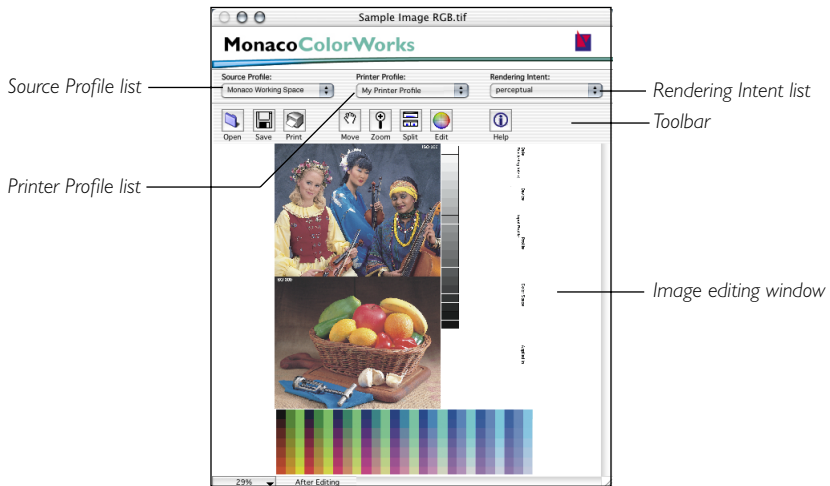 Sample Image RGB.tif
MonacoColorWorks
Source Profile:
Printer Profile:
Rendering Intent:
Monaco Working Space
My Printer Profile
perceptual
Source Profile list
Rendering Intent list
Toolbar
Open
Save
Print
Move
Zoom
Split
Edit
Help
Printer Profile list
Image editing window
29%
After Editing